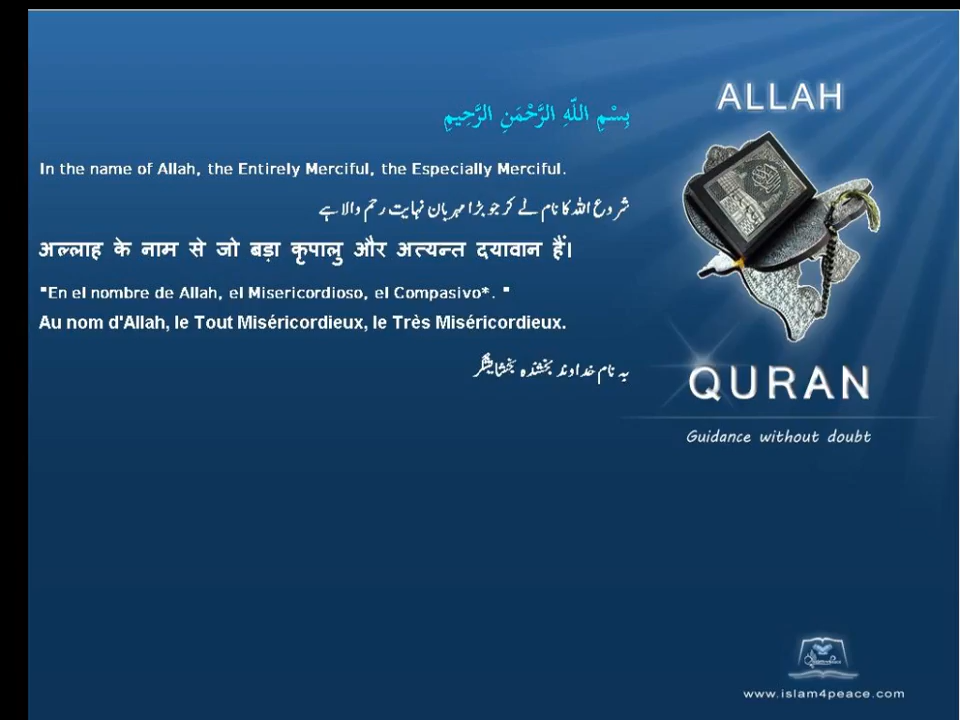 بِسْمِ اللَّهِ الرَّحْمَنِ الرَّحِيمِ
In the name of Allah, the Entirely Merciful, the Especially Merciful.
شروع الله کا نام لے کر جو بڑا مہربان نہایت رحم والا ہے
अल्लाह के नाम से जो बड़ा कृपालु और अत्यन्त दयावान हैं।
"En el nombre de Allah, el Misericordioso, el Compasivo*. "
Au nom d'Allah, le Tout Miséricordieux, le Très Miséricordieux.
به نام خداوند بخشنده بخشایشگر
ALLAH
QURAN
Guidance without doubt
www.islam4peace.com